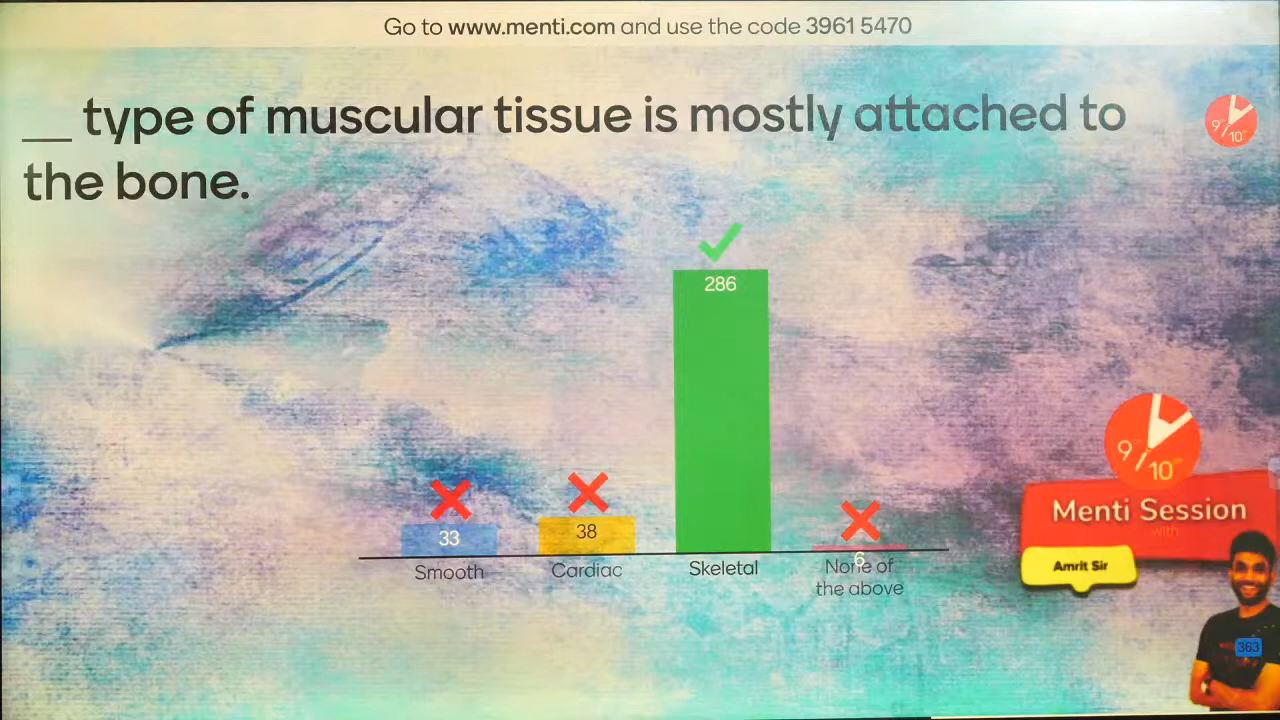 Go to www.menti.com and use the code 3961 5470
__ type of muscular tissue is mostly attached to
the bone.
9th
10th
286
33
38
6
Smooth
Cardiac
Skeletal
None of
the above
9th
10th
Menti Session
with
Amrit Sir
363